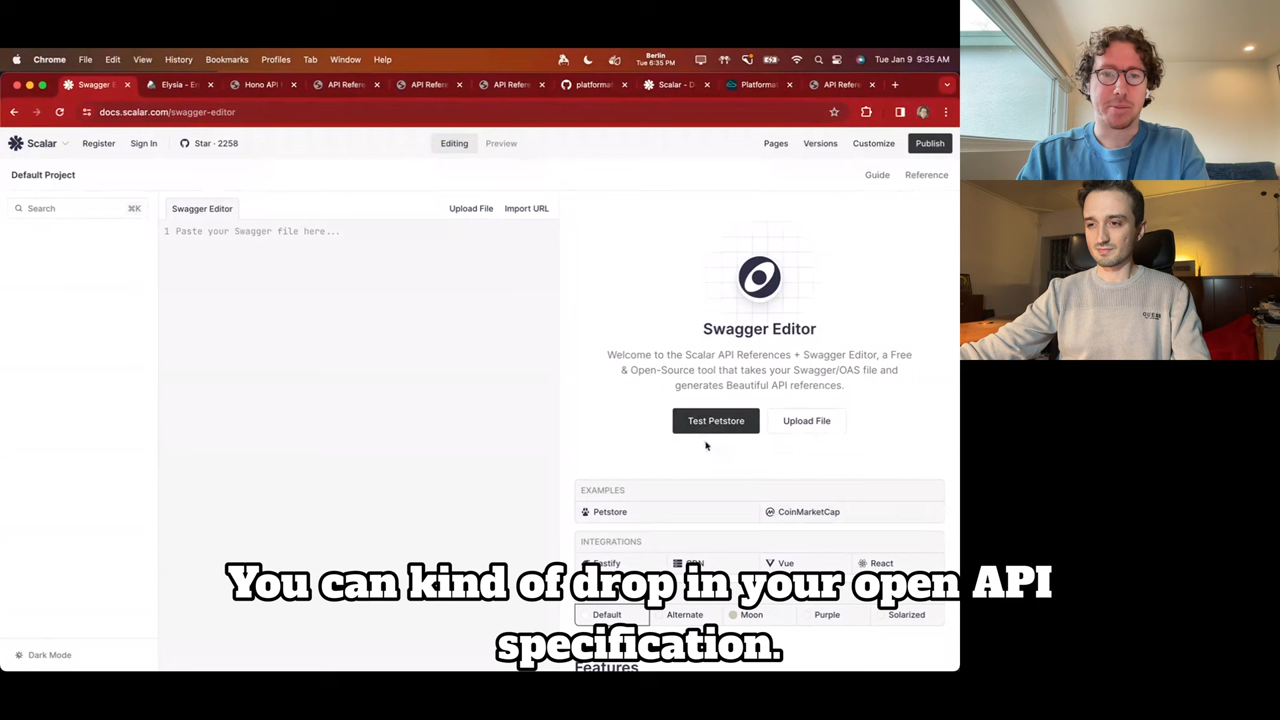 Chrome File Edit View History Bookmarks Profiles Tab Window Help
Berlin
Tue 6:35 PM
Tue Jan 9 9:35 AM
Swagger E
Elysia - Er
Hono API
API Refere
API Refere
API Refere
platformat
Scalar - D
Platformat
API Refere
docs.scalar.com/swagger-editor
Scalar Register Sign In Star · 2258 Editing Preview Pages Versions Customize Publish
Default Project Guide Reference
Search ⌘K Swagger Editor Upload File Import URL
1 Paste your Swagger file here...
Swagger Editor
Welcome to the Scalar API References + Swagger Editor, a Free
& Open-Source tool that takes your Swagger/OAS file and
generates Beautiful API references.
Test Petstore Upload File
EXAMPLES
Petstore CoinMarketCap
INTEGRATIONS
Vue React
You can kind of drop in your open API
specification.
Default Alternate Moon Purple Solarized
Dark Mode
Features
GUESS